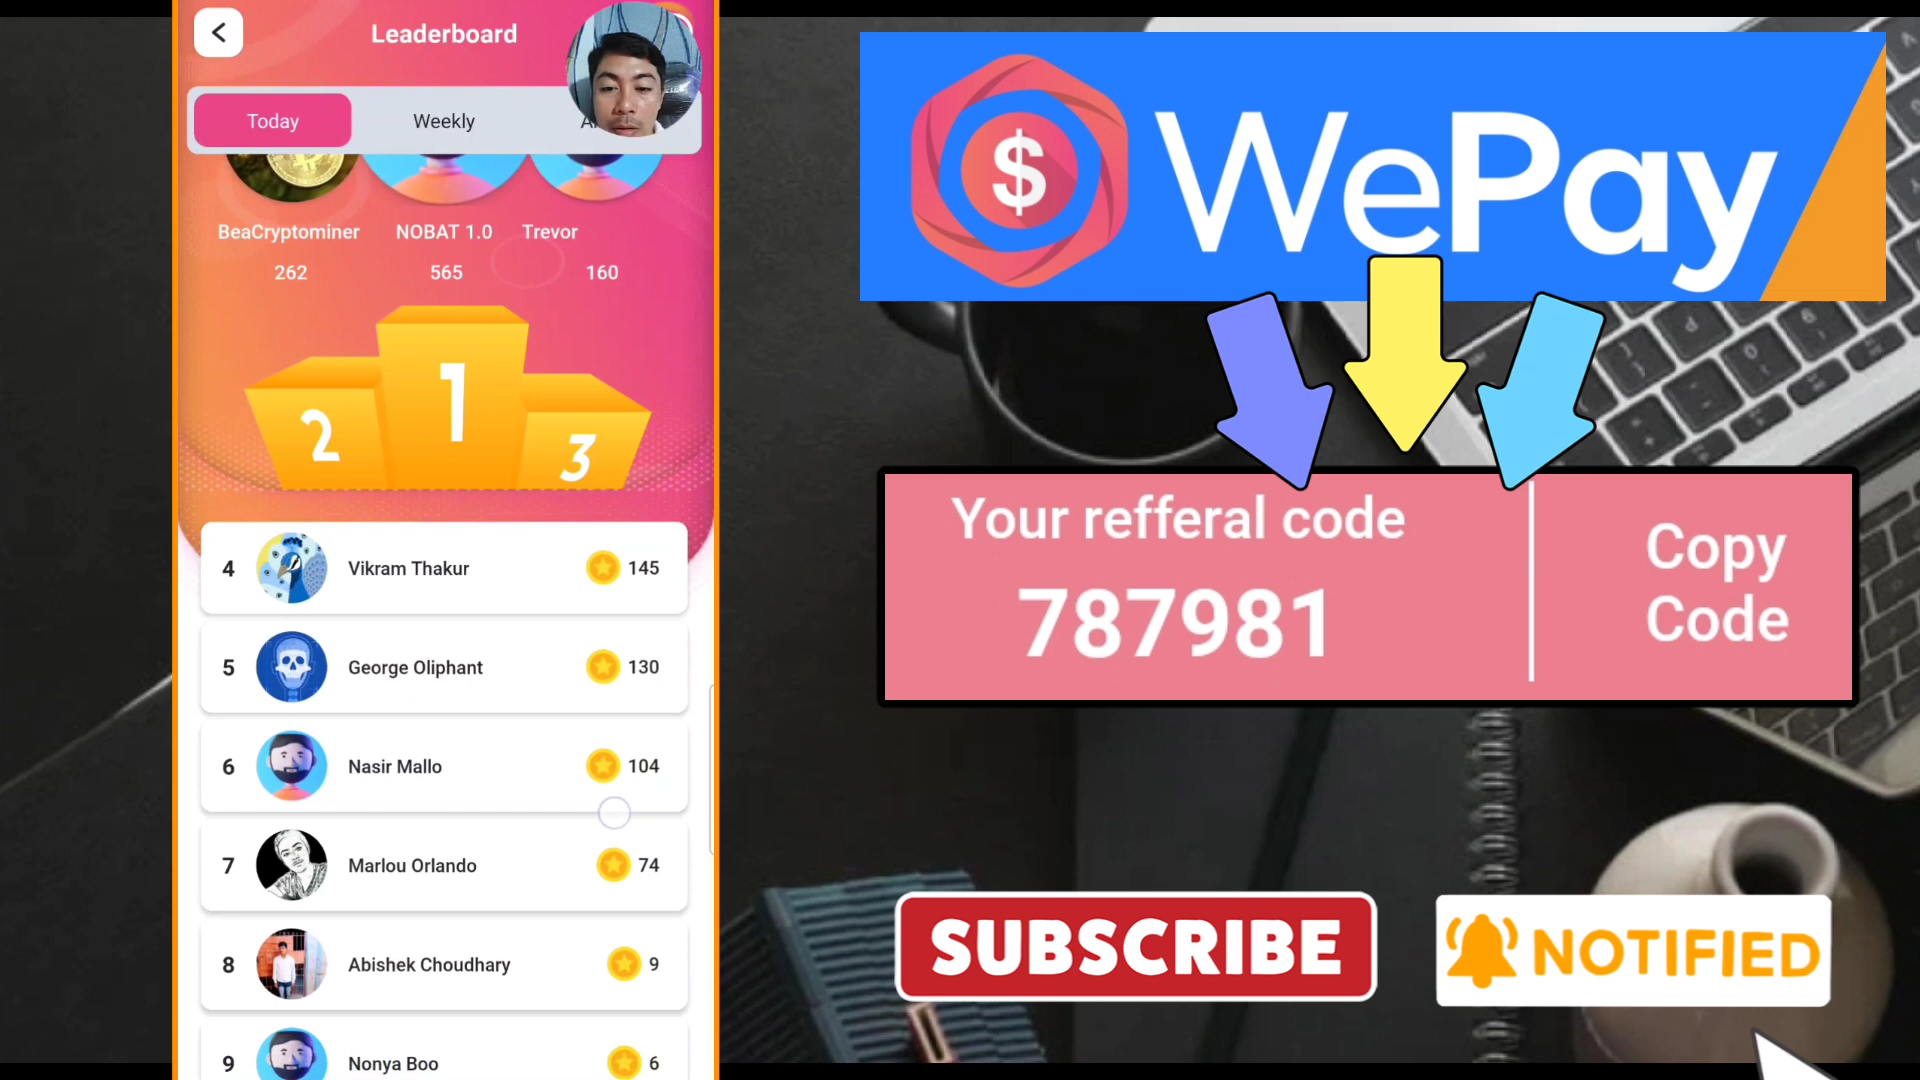 Leaderboard
Today
Weekly
BeaCryptominer
NOBAT 1.0
Trevor
262
565
160
2
1
3
4
Vikram Thakur
145
5
George Oliphant
130
6
Nasir Mallo
104
7
Marlou Orlando
74
8
Abishek Choudhary
9
9
Nonya Boo
6
$
WePay
Your refferal code
787981
Copy
Code
SUBSCRIBE
NOTIFIED